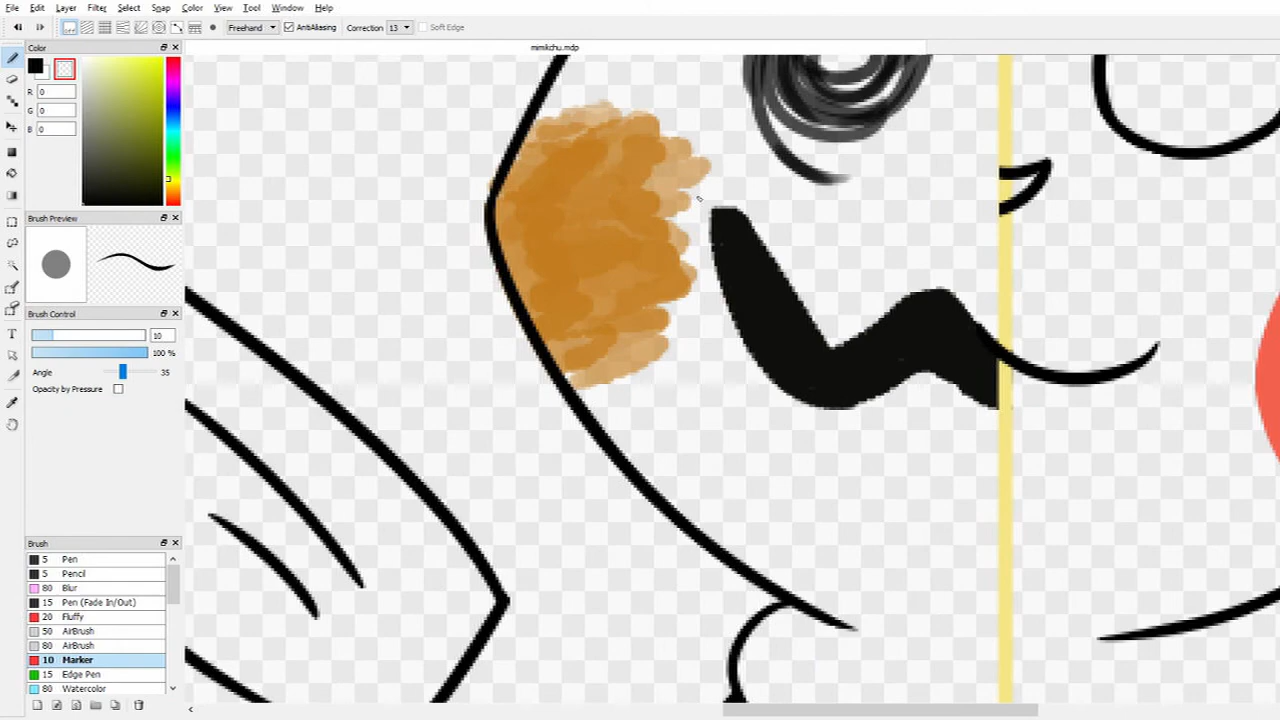 File Edit Layer Filter Select Snap Color View Tool Window Help
OFF Freehand AntiAliasing Correction 13 Soft Edge
mimikchu.mdp
Color
R 0
G 0
B 0
Brush Preview
Brush Control
10
100 %
Angle 35
Opacity by Pressure
Brush
5 Pen
5 Pencil
80 Blur
15 Pen (Fade In/Out)
20 Fluffy
50 AirBrush
80 AirBrush
10 Marker
15 Edge Pen
80 Watercolor